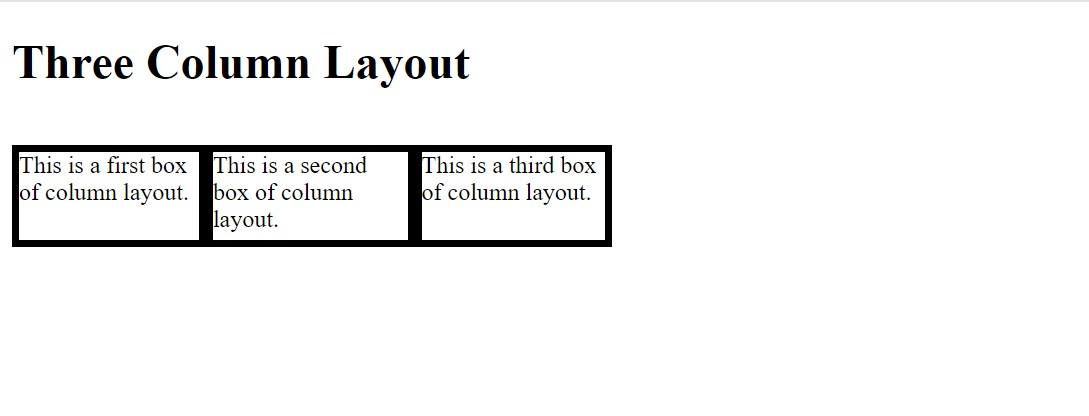 Three Column Layout
This is a first box
of column layout.
This is a second
box of column
layout.
This is a third box
of column layout.